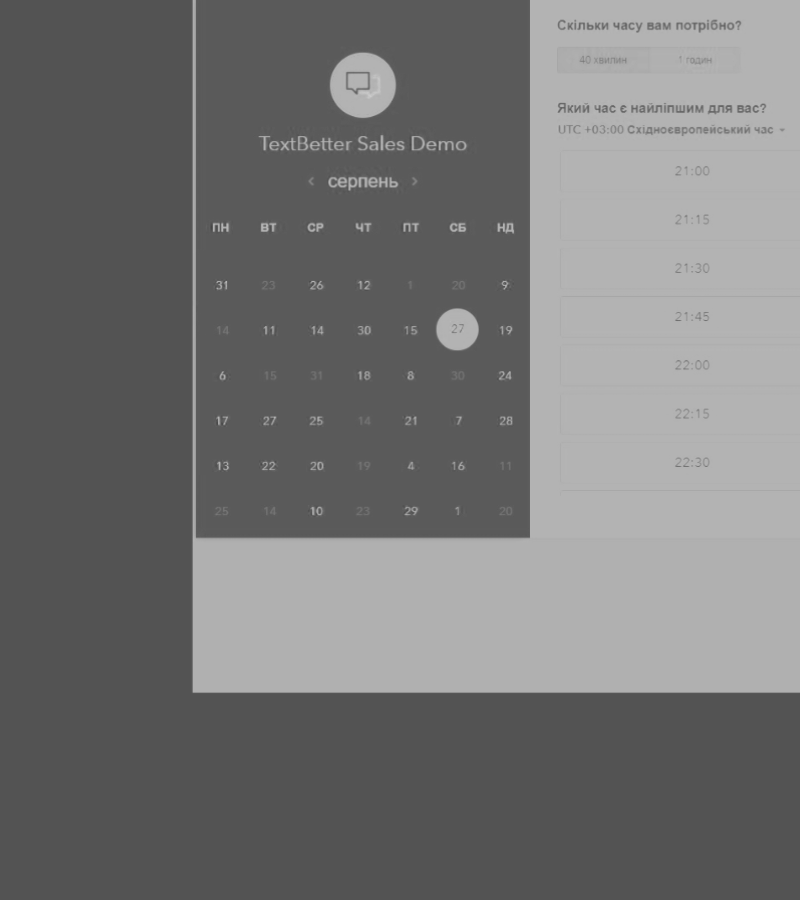 TextBetter Sales Demo
‹ серпень ›
ПН ВТ СР ЧТ ПТ СБ НД
31 23 26 12 1 20 9
14 11 14 30 15 27 19
6 15 31 18 8 30 24
17 27 25 14 21 7 28
13 22 20 19 4 16 11
25 14 10 23 29 1 20
Скільки часу вам потрібно?
40 хвилин 1 годин
Який час є найліпшим для вас?
UTC +03:00 Східноєвропейський час
21:00
21:15
21:30
21:45
22:00
22:15
22:30